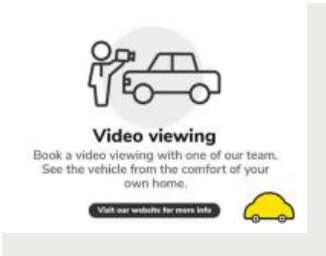 Video viewing
Book a video viewing with one of our team.
See the vehicle from the comfort of your
own home.
Visit our website for more info